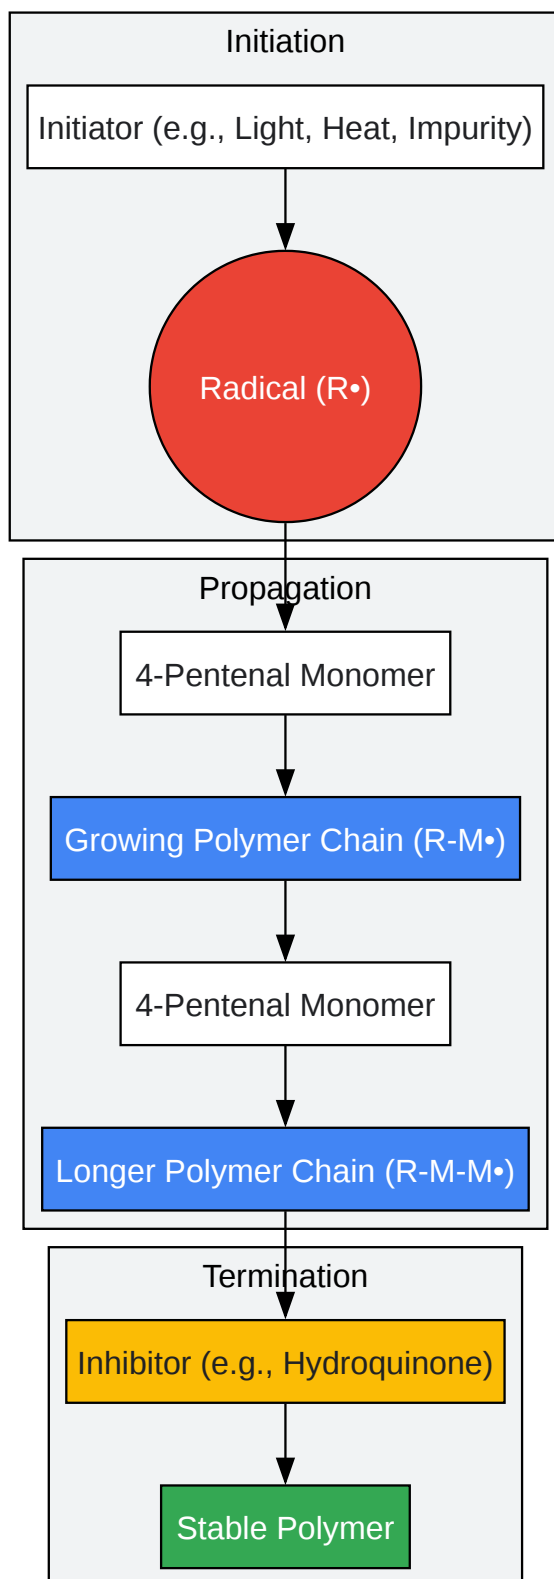 Initiation
Initiator (e.g., Light, Heat, Impurity)
Radical (R•)
Propagation
4-Pentenal Monomer
Growing Polymer Chain (R-M•)
4-Pentenal Monomer
Longer Polymer Chain (R-M-M•)
Termination
Inhibitor (e.g., Hydroquinone)
Stable Polymer